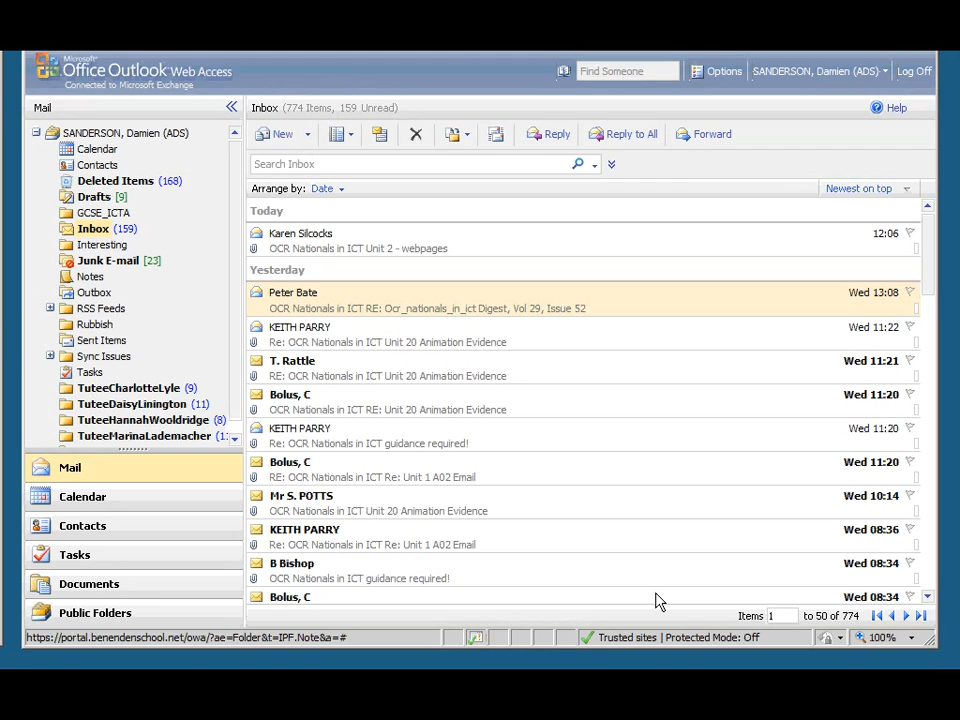 Microsoft®
Office Outlook Web Access
Connected to Microsoft Exchange
Find Someone
Options
SANDERSON, Damien (ADS)
Log Off
Mail
Inbox (774 Items, 159 Unread)
Help
SANDERSON, Damien (ADS)
Calendar
Contacts
Deleted Items (168)
Drafts [9]
GCSE_ICTA
Inbox (159)
Interesting
Junk E-mail [23]
Notes
Outbox
RSS Feeds
Rubbish
Sent Items
Sync Issues
Tasks
TuteeCharlotteLyle (9)
TuteeDaisyLinington (11)
TuteeHannahWooldridge (8)
TuteeMarinaLademacher
Mail
Calendar
Contacts
Tasks
Documents
Public Folders
New
Reply
Reply to All
Forward
Search Inbox
Arrange by: Date
Newest on top
Today
Karen Silcocks 12:06
OCR Nationals in ICT Unit 2 - webpages
Yesterday
Peter Bate Wed 13:08
OCR Nationals in ICT RE: Ocr_nationals_in_ict Digest, Vol 29, Issue 52
KEITH PARRY Wed 11:22
Re: OCR Nationals in ICT Unit 20 Animation Evidence
T. Rattle Wed 11:21
RE: OCR Nationals in ICT Unit 20 Animation Evidence
Bolus, C Wed 11:20
OCR Nationals in ICT RE: Unit 20 Animation Evidence
KEITH PARRY Wed 11:20
Re: OCR Nationals in ICT guidance required!
Bolus, C Wed 11:20
RE: OCR Nationals in ICT Re: Unit 1 A02 Email
Mr S. POTTS Wed 10:14
OCR Nationals in ICT Unit 20 Animation Evidence
KEITH PARRY Wed 08:36
Re: OCR Nationals in ICT Re: Unit 1 A02 Email
B Bishop Wed 08:34
OCR Nationals in ICT guidance required!
Bolus, C Wed 08:34
Items 1 to 50 of 774
https://portal.benendenschool.net/owa/?ae=Folder&t=IPF.Note&a=#
Trusted sites | Protected Mode: Off
100%